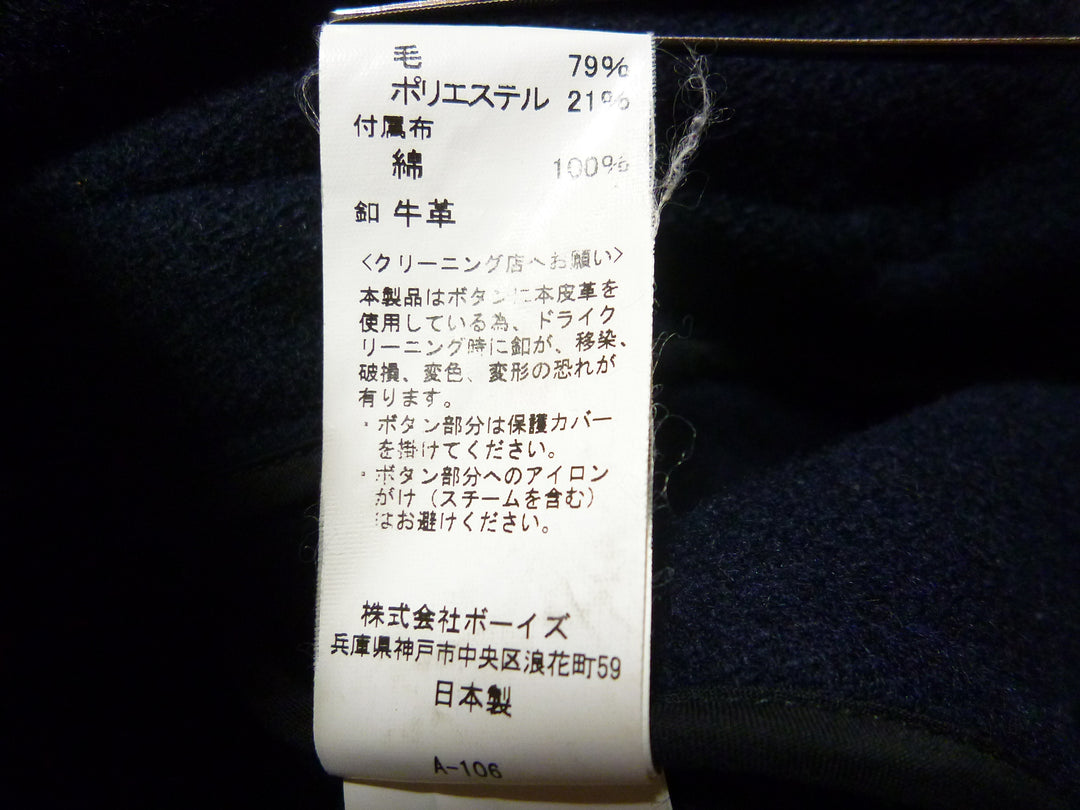 毛 79%
ポリエステル 21%
付属布
綿 100%
釦 牛革
<クリーニング店へお願い>
本製品はボタンに本皮革を
使用している為、ドライク
リーニング時に釦が、移染、
破損、変色、変形の恐れが
有ります。
・ボタン部分は保護カバー
を掛けてください。
・ボタン部分へのアイロン
がけ(スチームを含む)
はお避けください。
株式会社ボーイズ
兵庫県神戸市中央区浪花町59
日本製
A-106